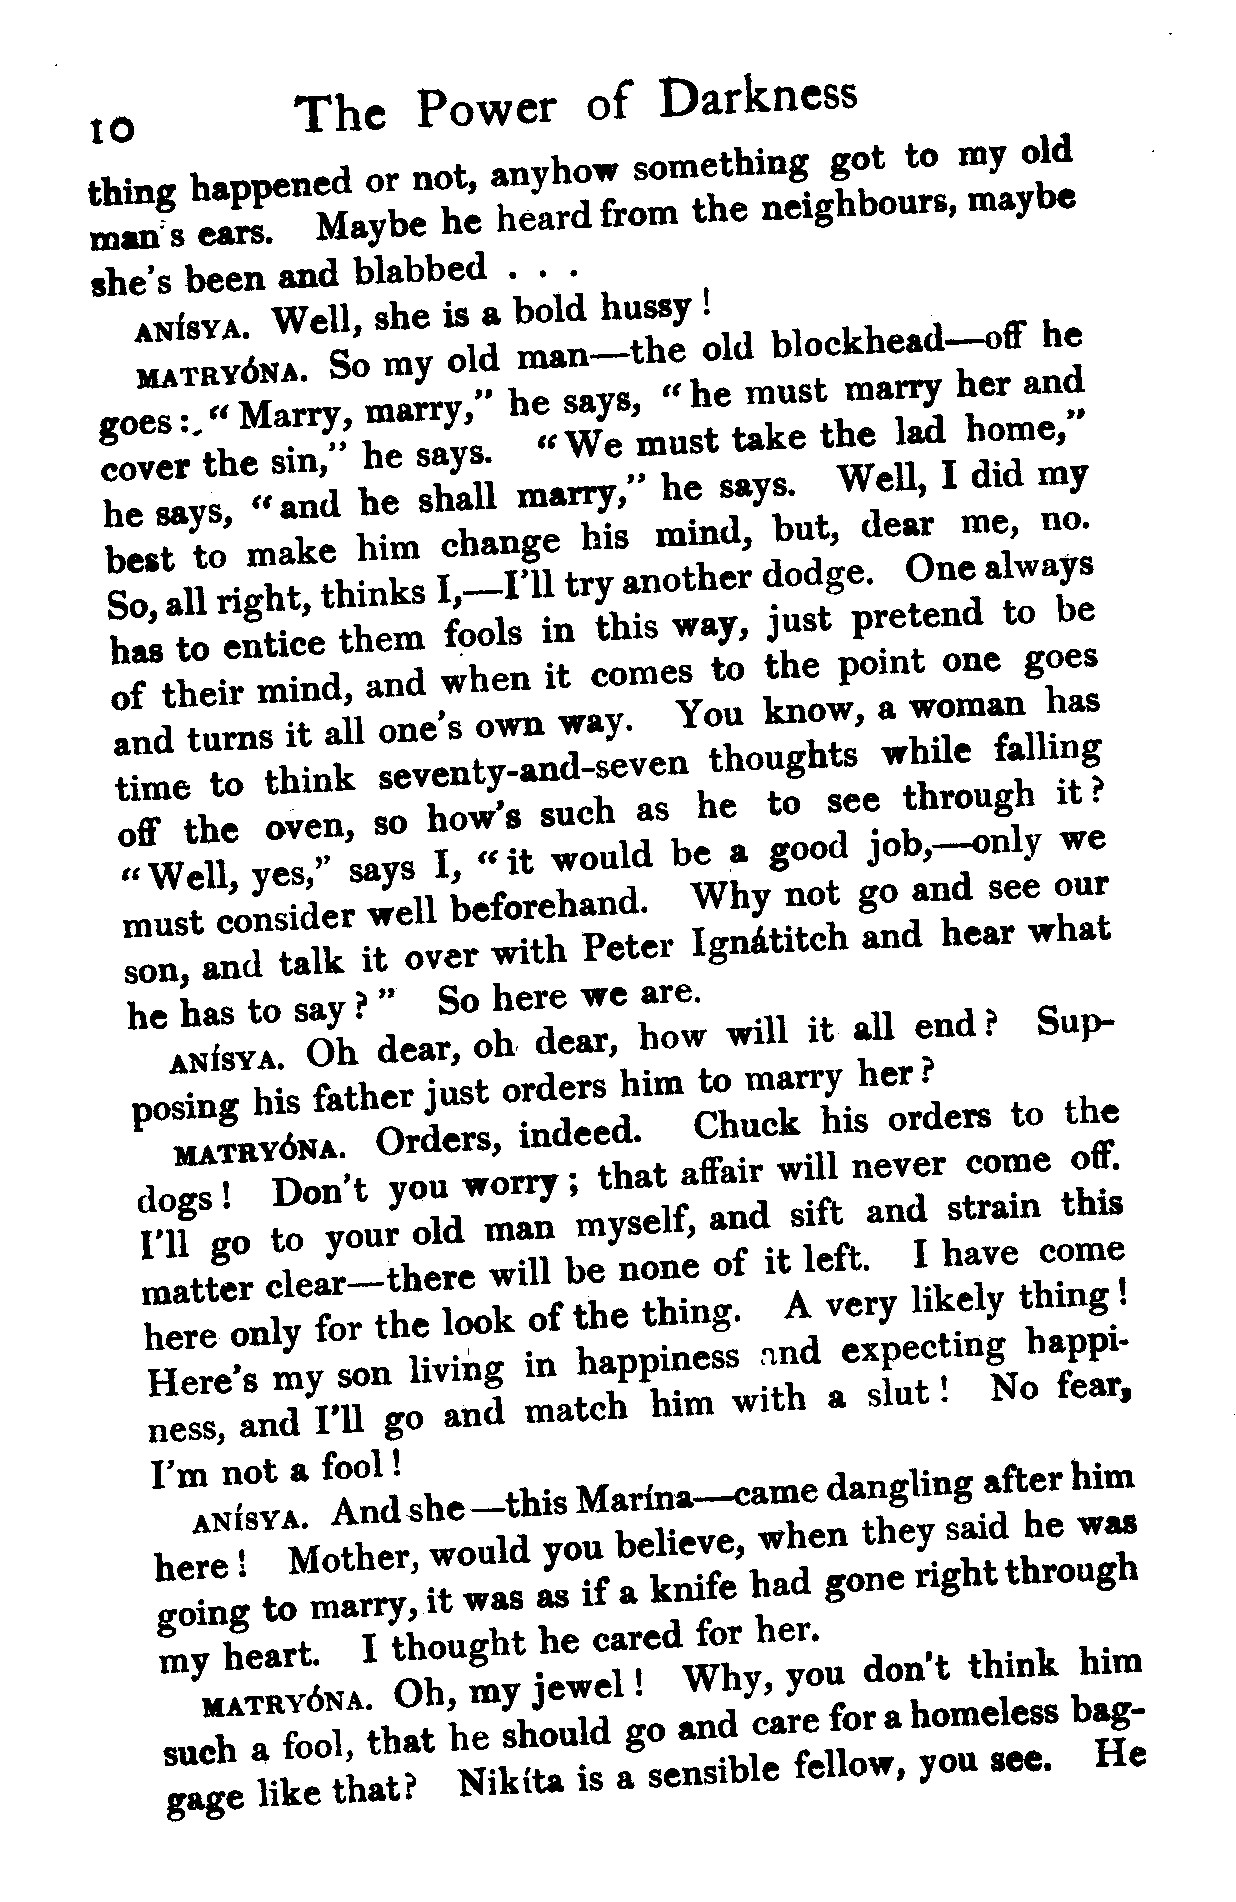 10 The Power of Darkness
thing happened or not, anyhow something got to my old
man's ears. Maybe he heard from the neighbours, maybe
she's been and blabbed . . .
ANÍSYA. Well, she is a bold hussy!
MATRYÓNA. So my old man—the old blockhead—off he
goes: "Marry, marry," he says, "he must marry her and
cover the sin," he says. "We must take the lad home,"
he says, "and he shall marry," he says. Well, I did my
best to make him change his mind, but, dear me, no.
So, all right, thinks I,—I'll try another dodge. One always
has to entice them fools in this way, just pretend to be
of their mind, and when it comes to the point one goes
and turns it all one's own way. You know, a woman has
time to think seventy-and-seven thoughts while falling
off the oven, so how's such as he to see through it?
"Well, yes," says I, "it would be a good job,—only we
must consider well beforehand. Why not go and see our
son, and talk it over with Peter Ignátitch and hear what
he has to say?" So here we are.
ANÍSYA. Oh dear, oh dear, how will it all end? Sup-
posing his father just orders him to marry her?
MATRYÓNA. Orders, indeed. Chuck his orders to the
dogs! Don't you worry; that affair will never come off.
I'll go to your old man myself, and sift and strain this
matter clear—there will be none of it left. I have come
here only for the look of the thing. A very likely thing!
Here's my son living in happiness and expecting happi-
ness, and I'll go and match him with a slut! No fear,
I'm not a fool!
ANÍSYA. And she—this Marína—came dangling after him
here! Mother, would you believe, when they said he was
going to marry, it was as if a knife had gone right through
my heart. I thought he cared for her.
MATRYÓNA. Oh, my jewel! Why, you don't think him
such a fool, that he should go and care for a homeless bag-
gage like that? Nikíta is a sensible fellow, you see. He